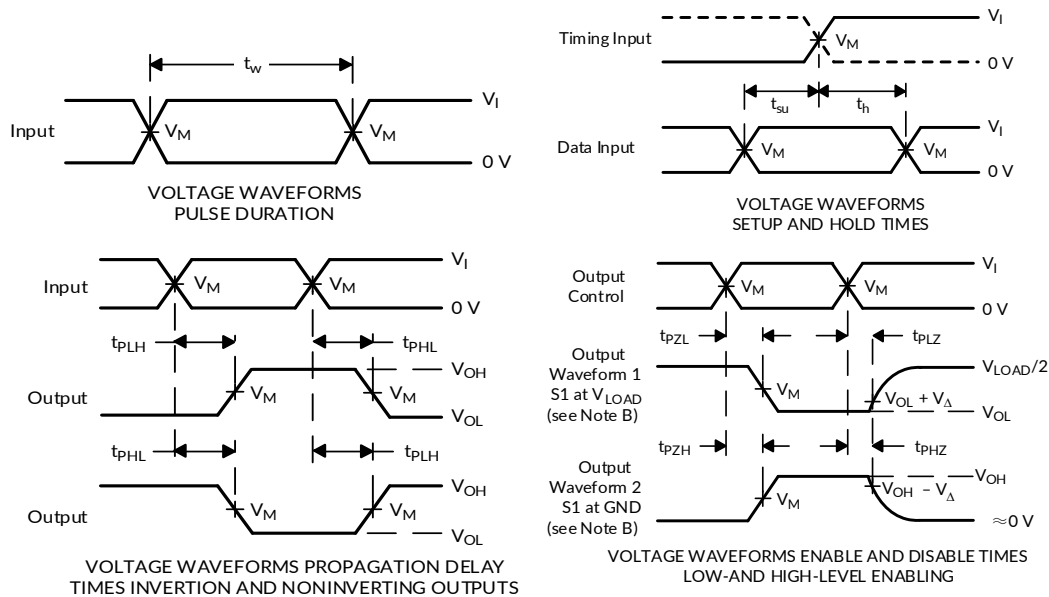 t_w
Input
V_I
V_M
V_M
0 V
VOLTAGE WAVEFORMS
PULSE DURATION
Timing Input
V_I
V_M
0 V
t_su
t_h
Data Input
V_I
V_M
V_M
0 V
VOLTAGE WAVEFORMS
SETUP AND HOLD TIMES
Input
V_I
V_M
V_M
0 V
t_PLH
t_PHL
Output
V_OH
V_M
V_M
V_OL
t_PHL
t_PLH
Output
V_OH
V_M
V_M
V_OL
VOLTAGE WAVEFORMS PROPAGATION DELAY
TIMES INVERTION AND NONINVERTING OUTPUTS
Output
Control
V_I
V_M
V_M
0 V
t_PZL
t_PLZ
Output
Waveform 1
S1 at V_LOAD
(see Note B)
V_LOAD/2
V_M
V_OL + V_Δ
V_OL
t_PZH
t_PHZ
Output
Waveform 2
S1 at GND
(see Note B)
V_OH
V_M
V_OH – V_Δ
≈0 V
VOLTAGE WAVEFORMS ENABLE AND DISABLE TIMES
LOW-AND HIGH-LEVEL ENABLING